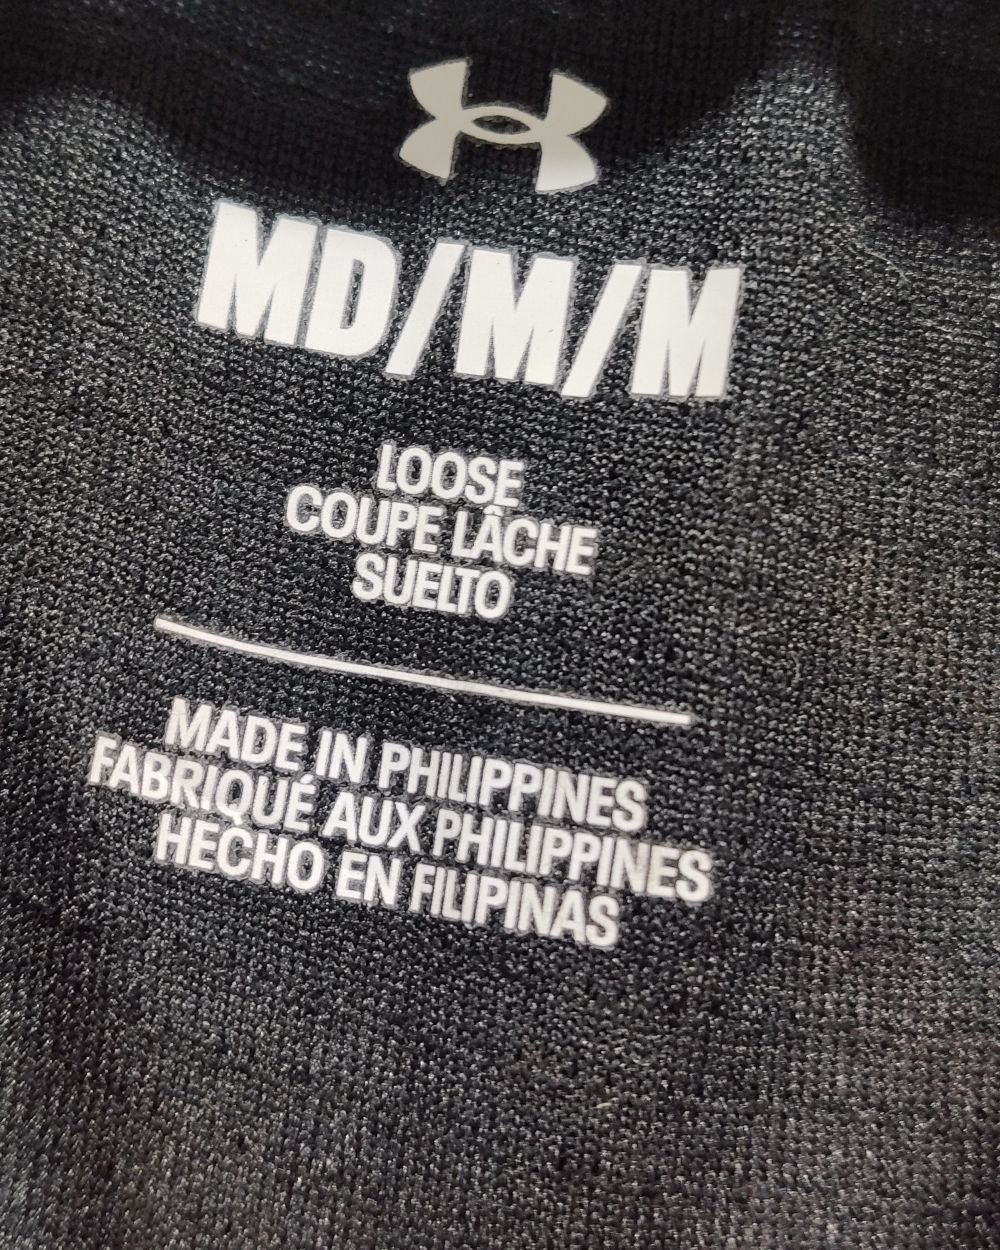 MD/M/M
LOOSE
COUPE LÂCHE
SUELTO
MADE IN PHILIPPINES
FABRIQUÉ AUX PHILIPPINES
HECHO EN FILIPINAS